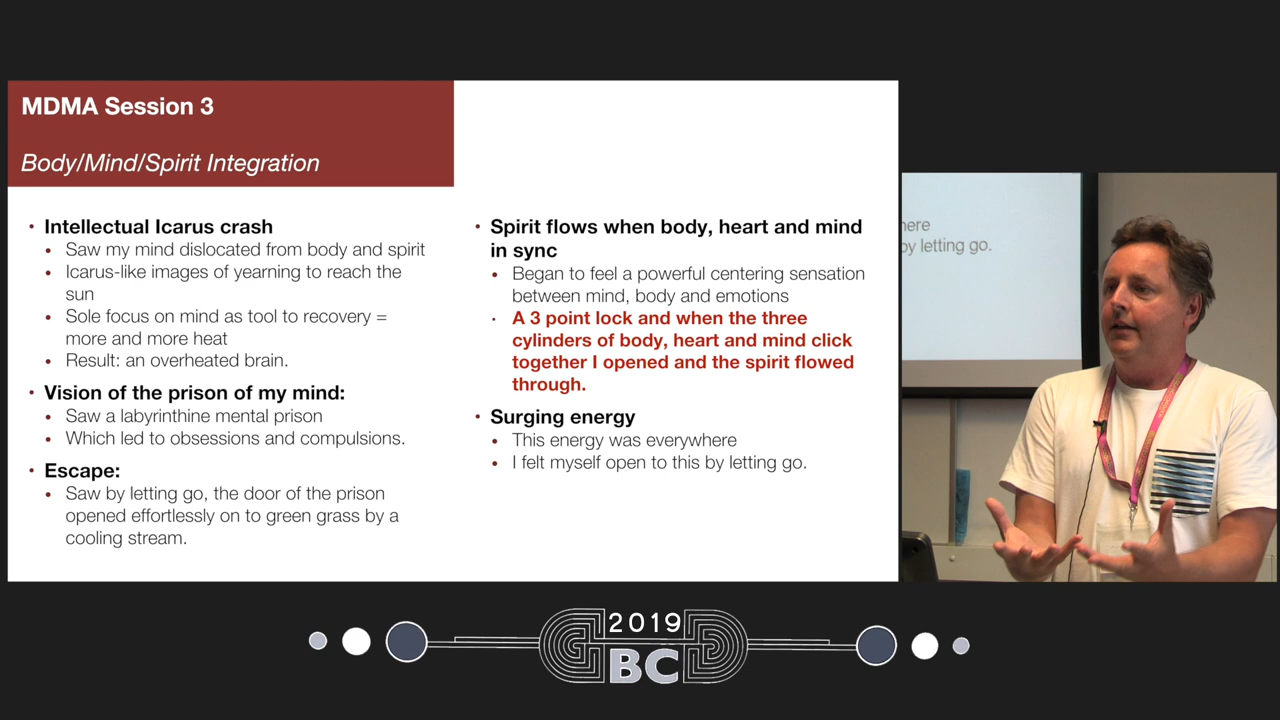 MDMA Session 3
Body/Mind/Spirit Integration
• Intellectual Icarus crash
• Saw my mind dislocated from body and spirit
• Icarus-like images of yearning to reach the
sun
• Sole focus on mind as tool to recovery =
more and more heat
• Result: an overheated brain.
• Vision of the prison of my mind:
• Saw a labyrinthine mental prison
• Which led to obsessions and compulsions.
• Escape:
• Saw by letting go, the door of the prison
opened effortlessly on to green grass by a
cooling stream.
• Spirit flows when body, heart and mind
in sync
• Began to feel a powerful centering sensation
between mind, body and emotions
• A 3 point lock and when the three
cylinders of body, heart and mind click
together I opened and the spirit flowed
through.
• Surging energy
• This energy was everywhere
• I felt myself open to this by letting go.
by letting go.
2019
BC